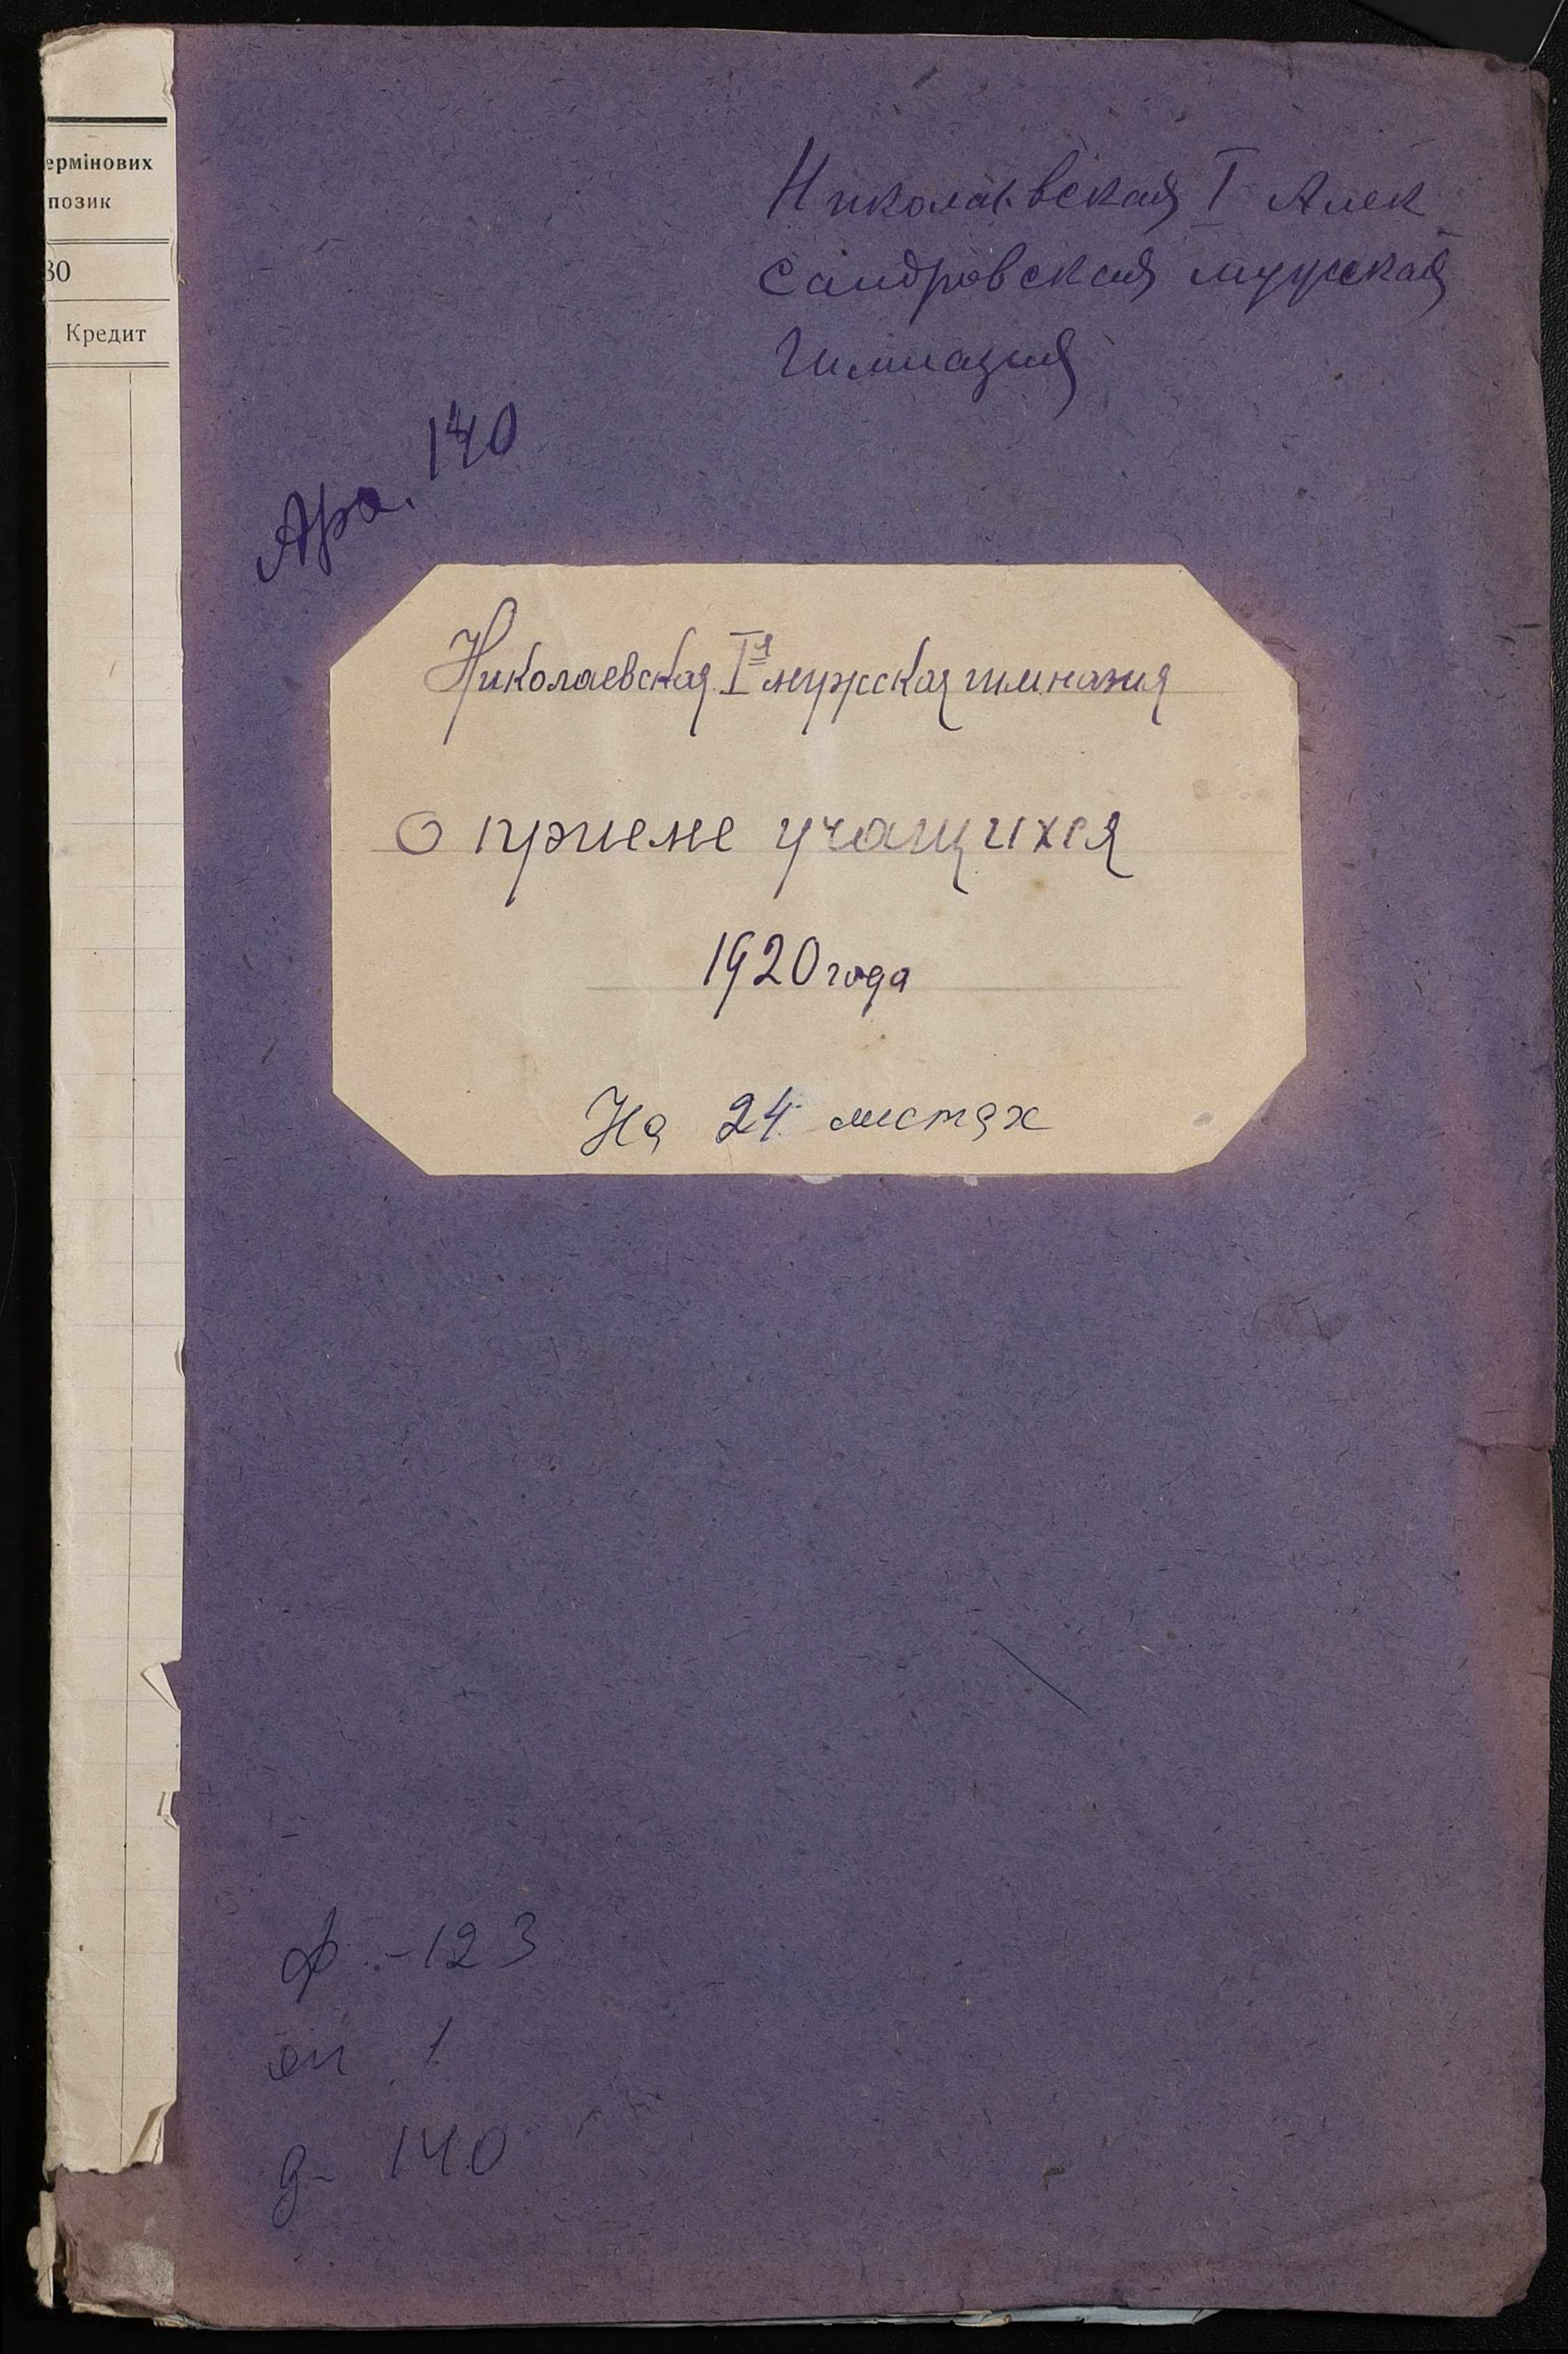 ермінових
позик
30
Кредит
Николаевская I Алек
сандровская мужская
гимназия
Арх. 140
Николаевская Iя мужская гимназия
О приеме учащихся
1920 года
На 24 листах
ф. - 123
оп 1
д - 140